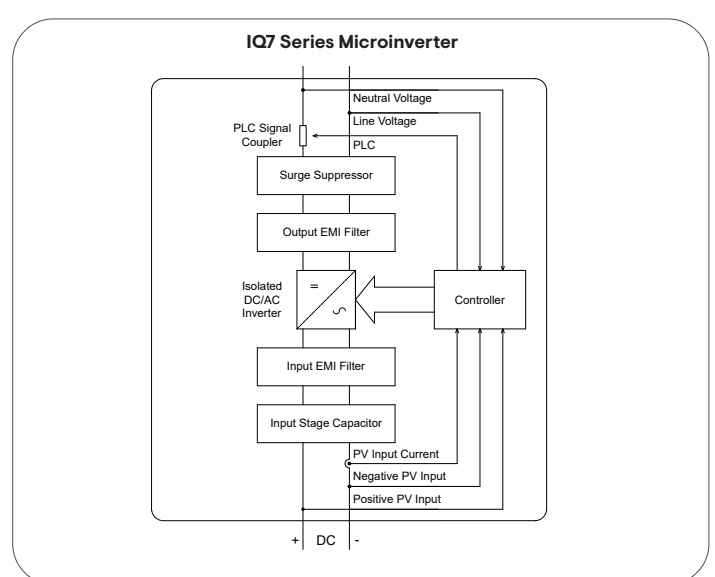 IQ7 Series Microinverter
Neutral Voltage
Line Voltage
PLC Signal
Coupler
PLC
Surge Suppressor
Output EMI Filter
Isolated
DC/AC
Inverter
=
∿
Controller
Input EMI Filter
Input Stage Capacitor
PV Input Current
Negative PV Input
Positive PV Input
+ DC -